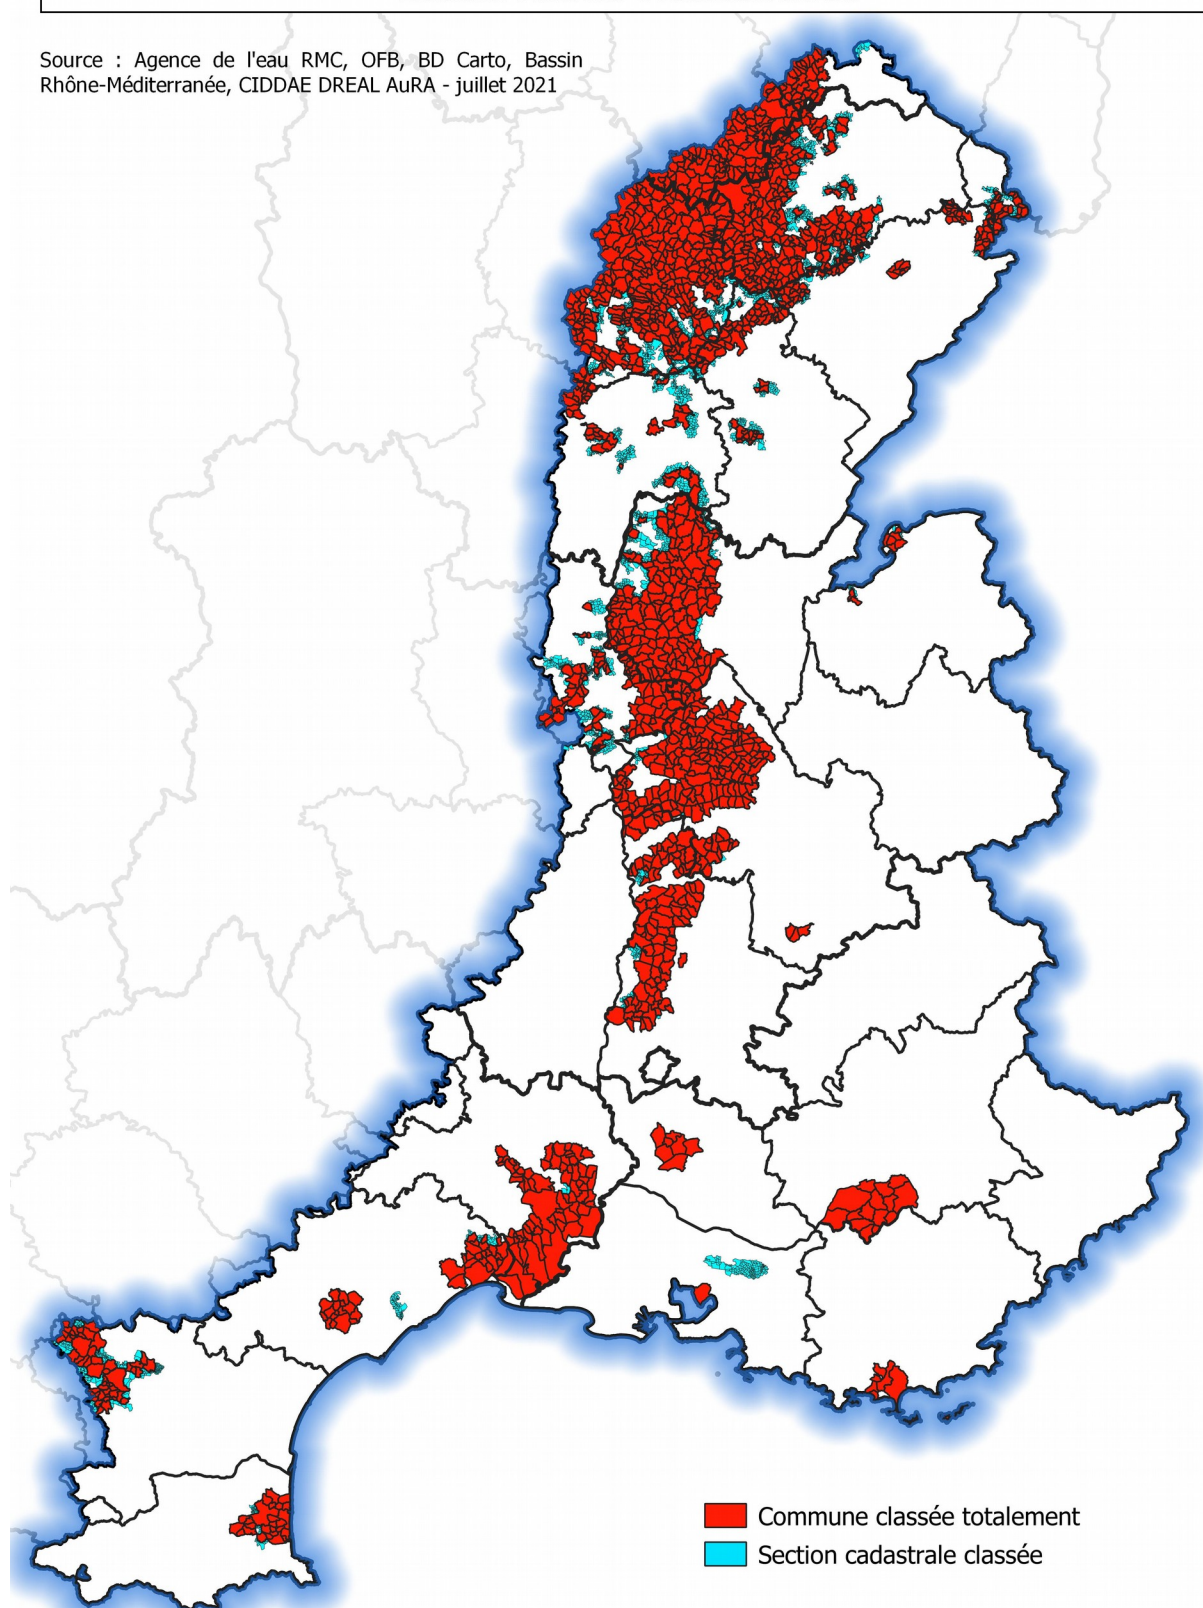 Source : Agence de l'eau RMC, OFB, BD Carto, Bassin
Rhône-Méditerranée, CIDDAE DREAL AuRA - juillet 2021
Commune classée totalement
Section cadastrale classée